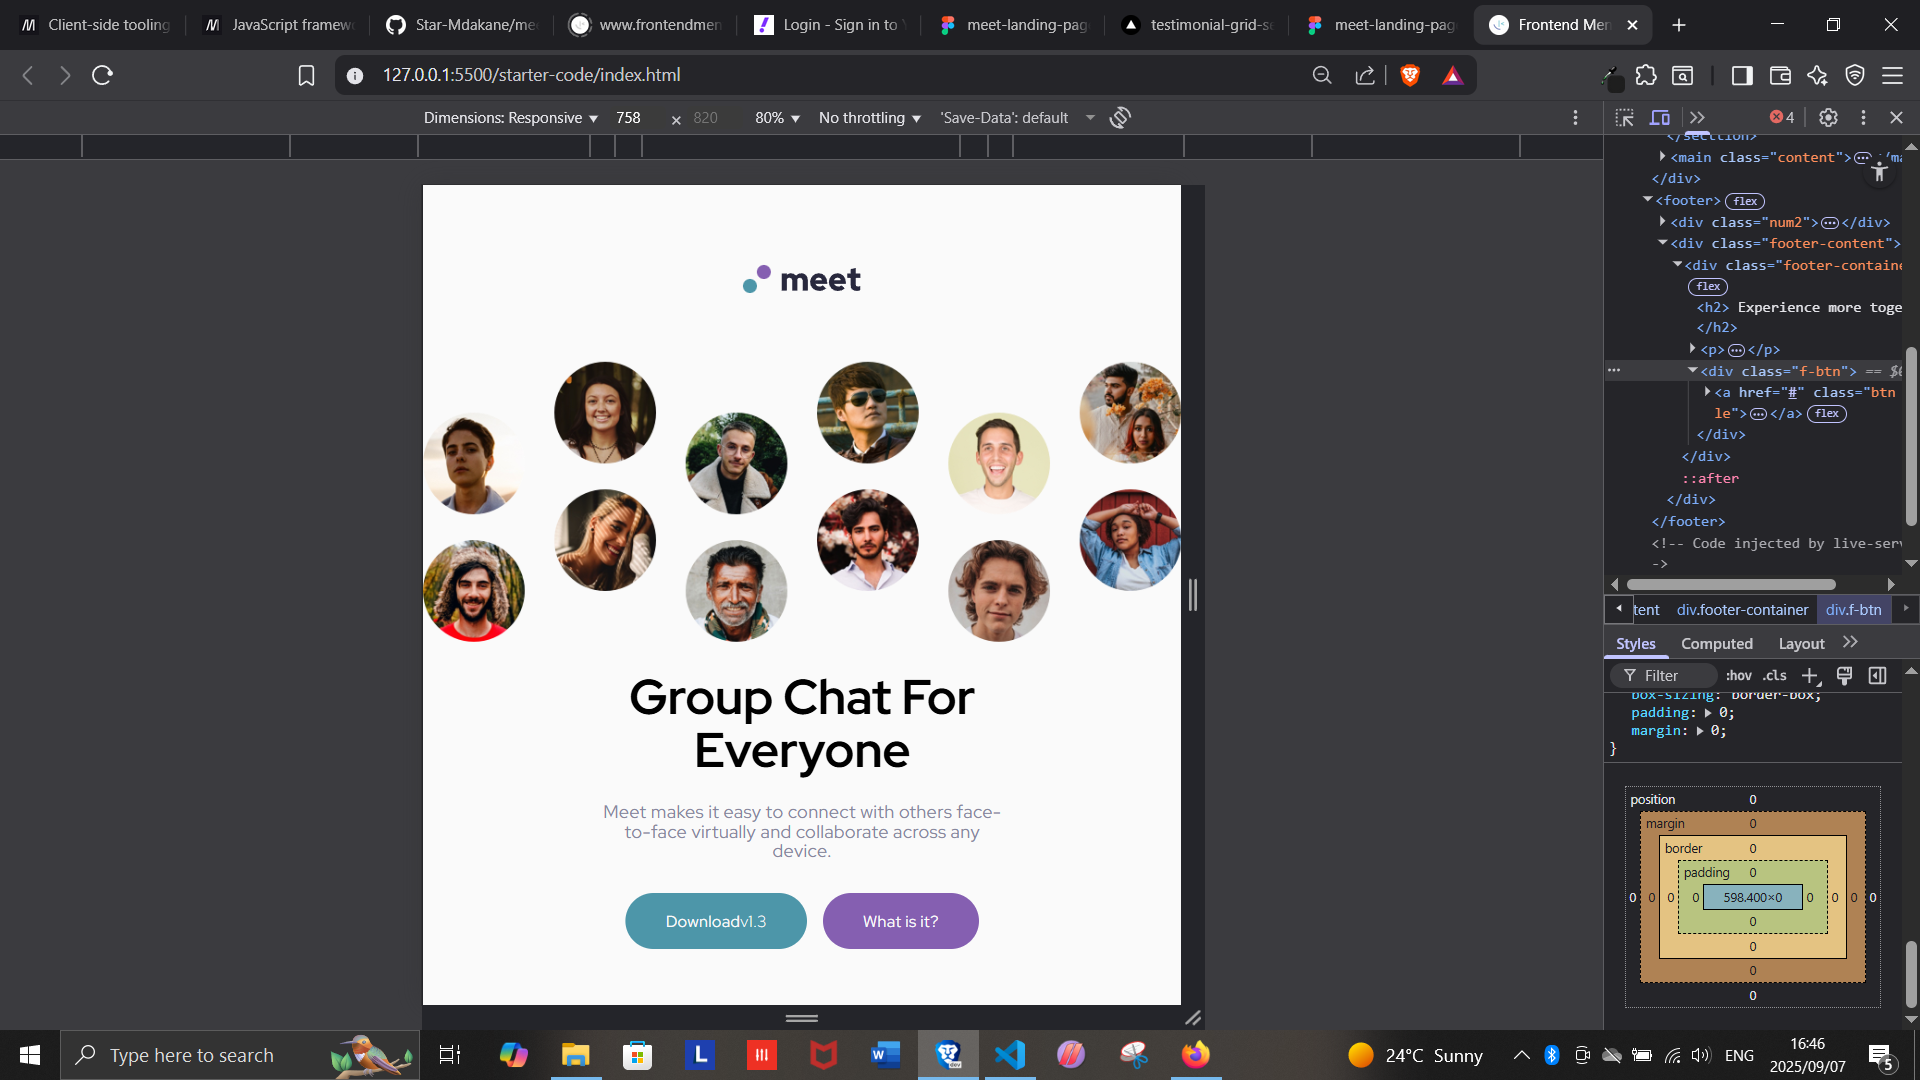 Client-side tooling
JavaScript framew
Star-Mdakane/me
www.frontendmen
Login - Sign in to Y
meet-landing-pag
testimonial-grid-se
meet-landing-pag
Frontend Men
127.0.0.1:5500/starter-code/index.html
Dimensions: Responsive 758 × 820 80% No throttling 'Save-Data': default
4
</section>
<main class="content"> </ma
</div>
<footer> flex
<div class="num2"> </div>
<div class="footer-content">
<div class="footer-containe
flex
<h2> Experience more toge
</h2>
<p> </p>
<div class="f-btn"> == $0
<a href="#" class="btn
le"> </a> flex
</div>
</div>
::after
</div>
</footer>
<!-- Code injected by live-serv
->
tent div.footer-container div.f-btn
Styles Computed Layout
Filter :hov .cls
box-sizing: border-box;
padding: 0;
margin: 0;
}
position 0
margin 0
border 0
padding 0
0 0 0 0 598.400×0 0 0 0 0
0
0
0
0
meet
Group Chat For
Everyone
Meet makes it easy to connect with others face-
to-face virtually and collaborate across any
device.
Downloadv1.3
What is it?
Type here to search
L
24°C Sunny
ENG
16:46
2025/09/07
5